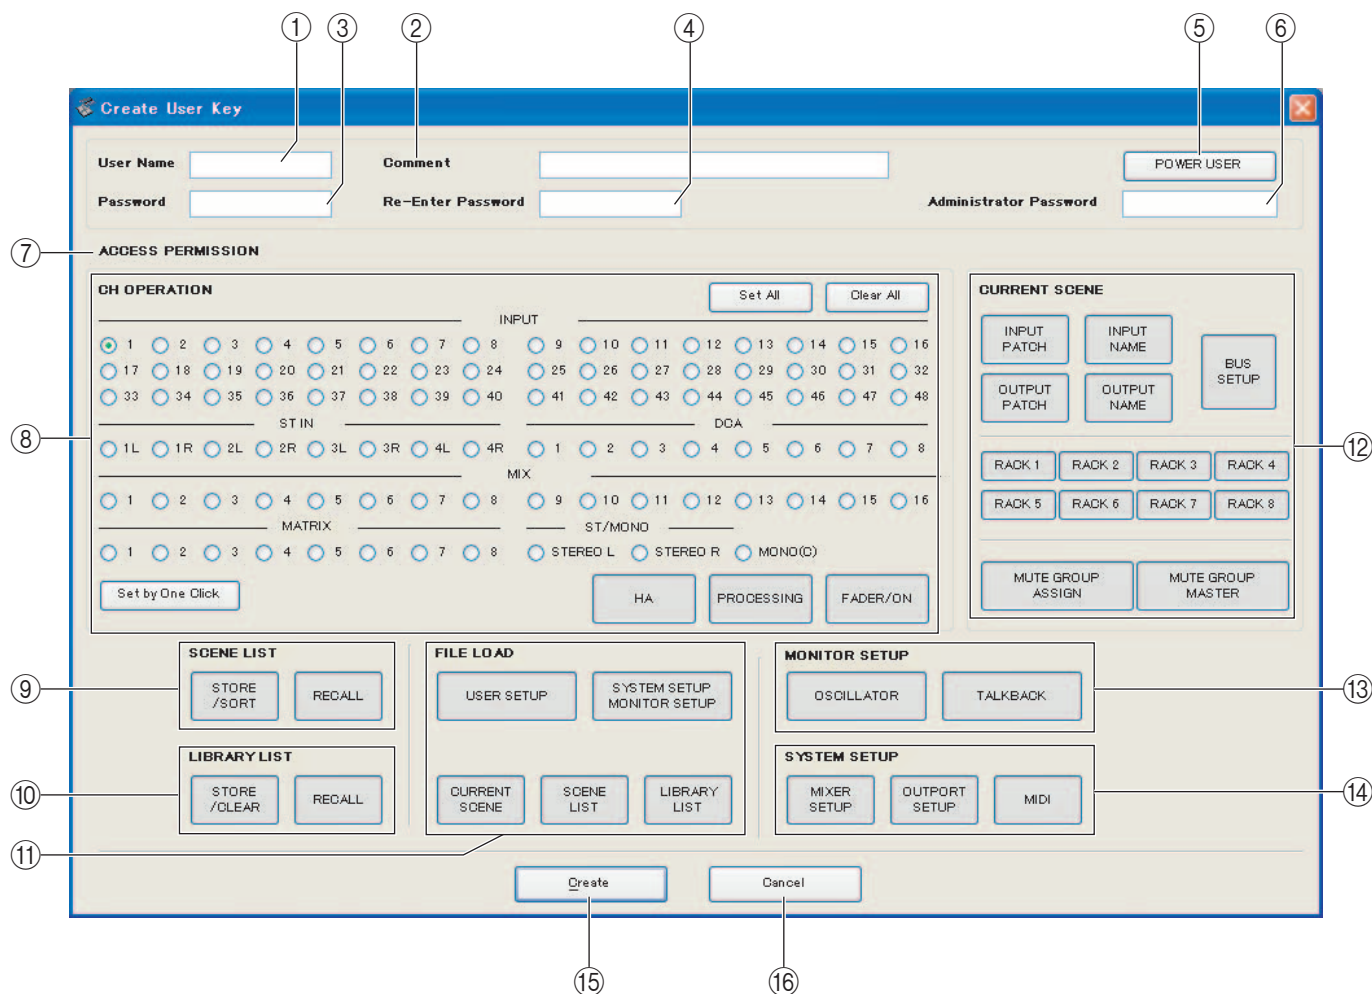 ① ③ ② ④ ⑤ ⑥
Create User Key
User Name
Comment
POWER USER
Password
Re-Enter Password
Administrator Password
⑦ ACCESS PERMISSION
CH OPERATION
Set All
Clear All
INPUT
1 2 3 4 5 6 7 8 9 10 11 12 13 14 15 16
17 18 19 20 21 22 23 24 25 26 27 28 29 30 31 32
33 34 35 36 37 38 39 40 41 42 43 44 45 46 47 48
⑧
ST IN
DCA
1L 1R 2L 2R 3L 3R 4L 4R 1 2 3 4 5 6 7 8
MIX
1 2 3 4 5 6 7 8 9 10 11 12 13 14 15 16
MATRIX
ST/MONO
1 2 3 4 5 6 7 8 STEREO L STEREO R MONO(C)
Set by One Click
HA
PROCESSING
FADER/ON
CURRENT SCENE
INPUT
PATCH
INPUT
NAME
BUS
SETUP
OUTPUT
PATCH
OUTPUT
NAME
⑫
RACK 1 RACK 2 RACK 3 RACK 4
RACK 5 RACK 6 RACK 7 RACK 8
MUTE GROUP
ASSIGN
MUTE GROUP
MASTER
SCENE LIST
⑨
STORE
/SORT
RECALL
LIBRARY LIST
⑩
STORE
/CLEAR
RECALL
FILE LOAD
USER SETUP
SYSTEM SETUP
MONITOR SETUP
CURRENT
SCENE
SCENE
LIST
LIBRARY
LIST
⑪
MONITOR SETUP
OSCILLATOR
TALKBACK
⑬
SYSTEM SETUP
MIXER
SETUP
OUTPORT
SETUP
MIDI
⑭
Create
Cancel
⑮ ⑯